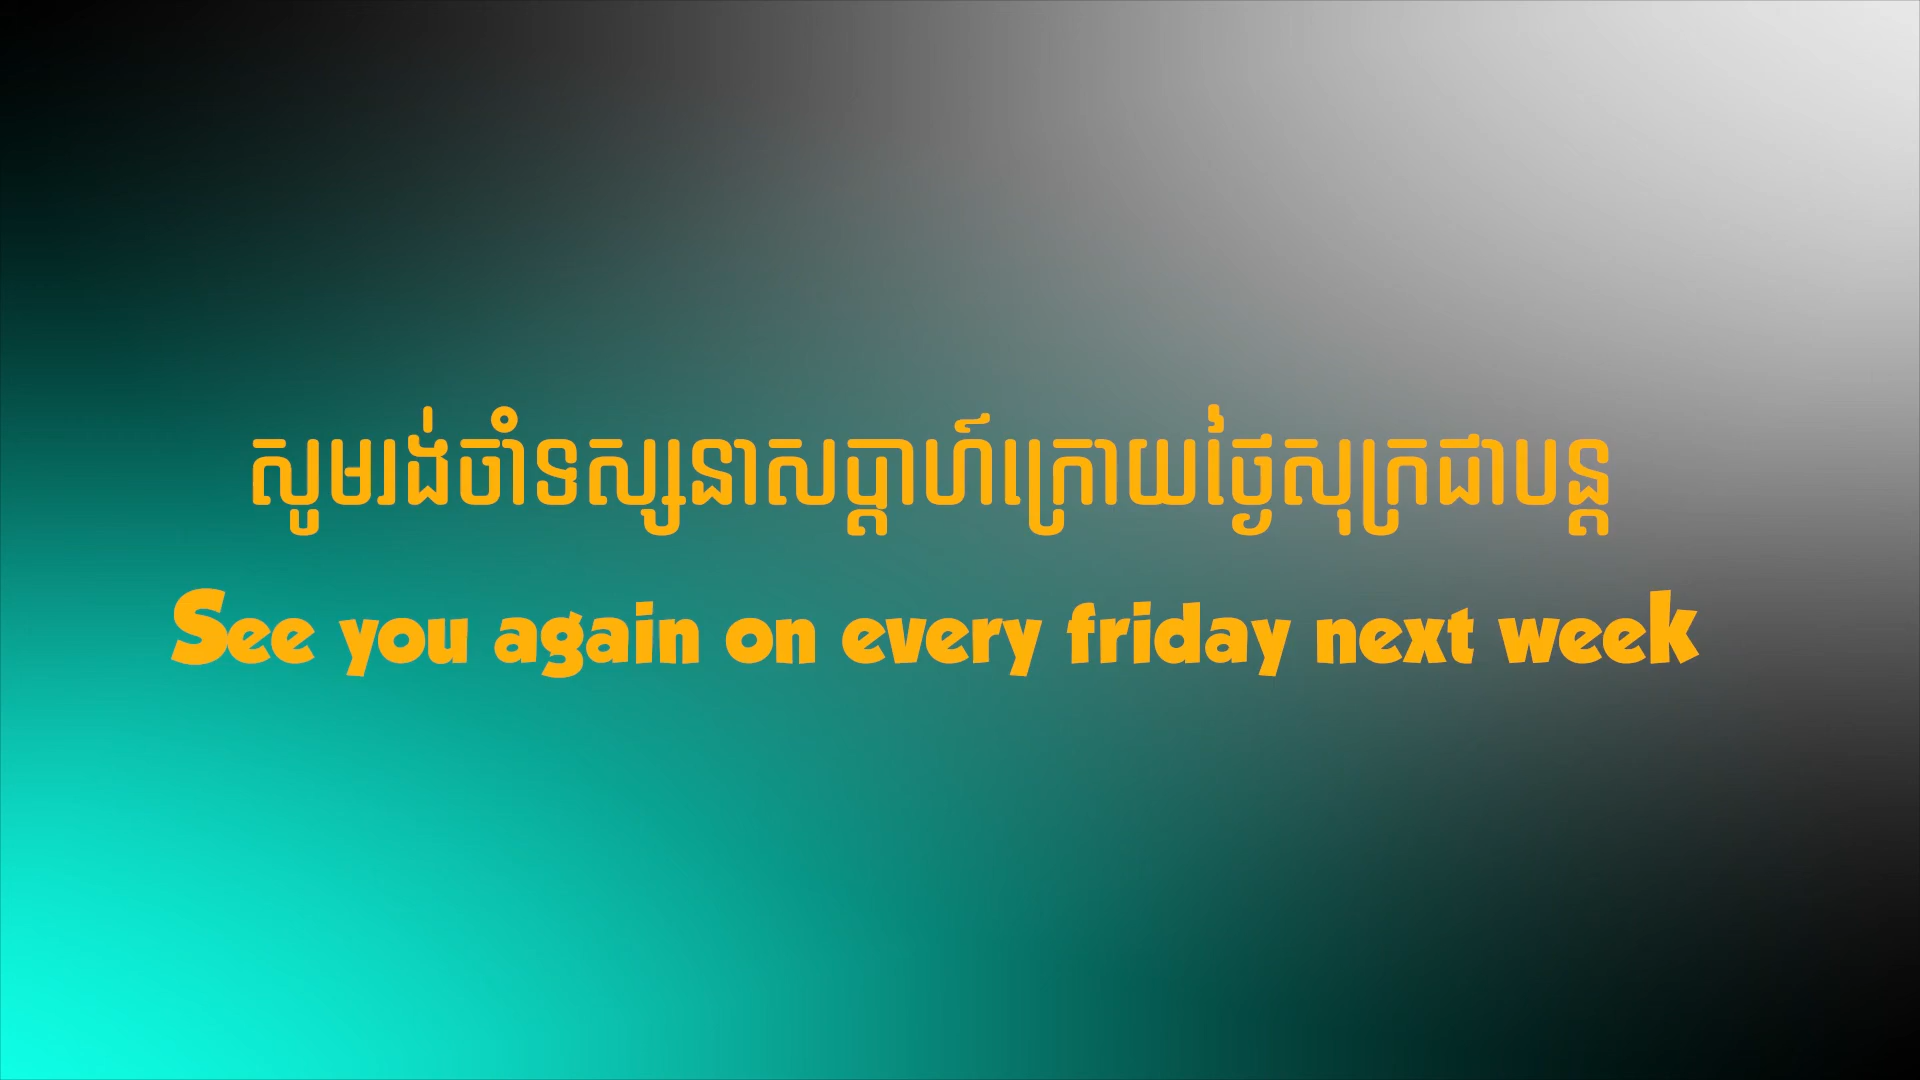 សូមរង់ចាំទស្សនាសប្តាហ៍ក្រោយថ្ងៃសុក្រជាបន្ត
See you again on every friday next week